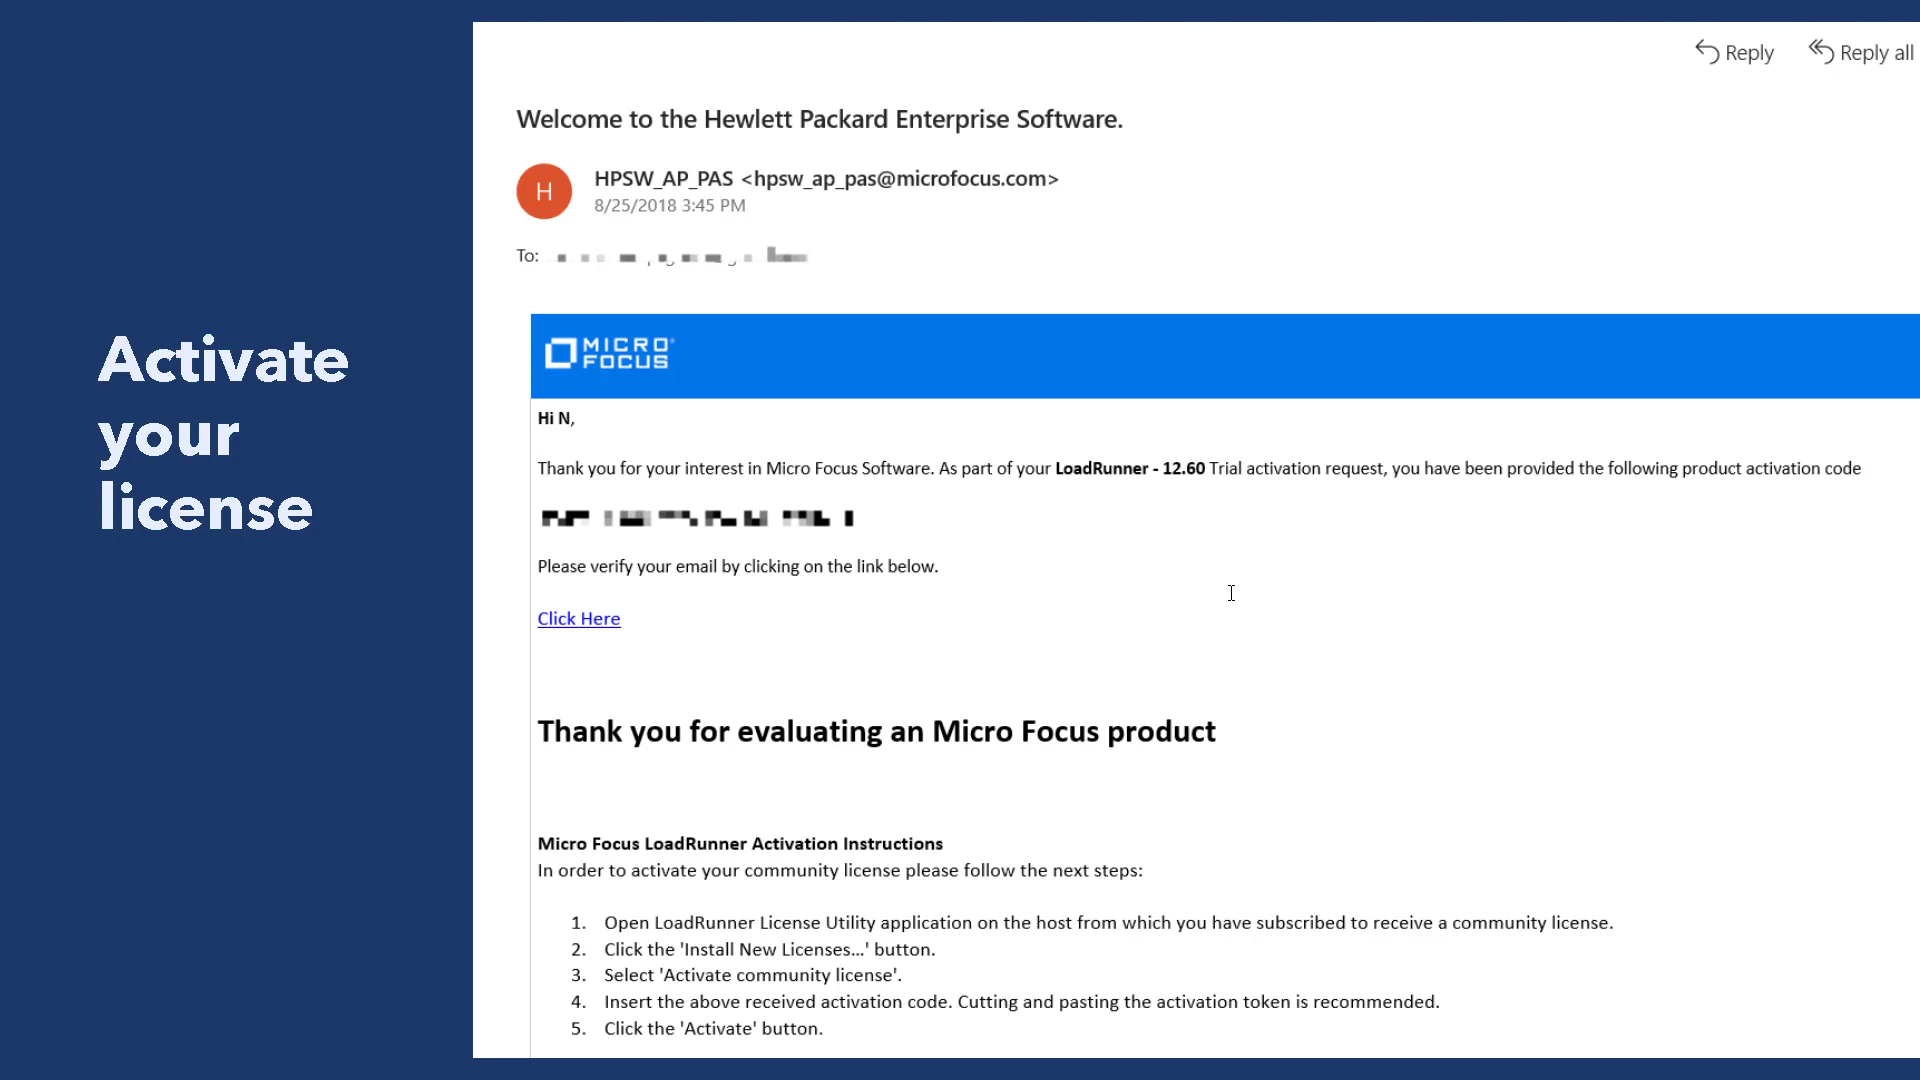 Activate
your
license
Reply
Reply all
Welcome to the Hewlett Packard Enterprise Software.
H
HPSW_AP_PAS <hpsw_ap_pas@microfocus.com>
8/25/2018 3:45 PM
To:
MICRO
FOCUS
Hi N,
Thank you for your interest in Micro Focus Software. As part of your LoadRunner - 12.60 Trial activation request, you have been provided the following product activation code
Please verify your email by clicking on the link below.
Click Here
Thank you for evaluating an Micro Focus product
Micro Focus LoadRunner Activation Instructions
In order to activate your community license please follow the next steps:
1. Open LoadRunner License Utility application on the host from which you have subscribed to receive a community license.
2. Click the 'Install New Licenses...' button.
3. Select 'Activate community license'.
4. Insert the above received activation code. Cutting and pasting the activation token is recommended.
5. Click the 'Activate' button.